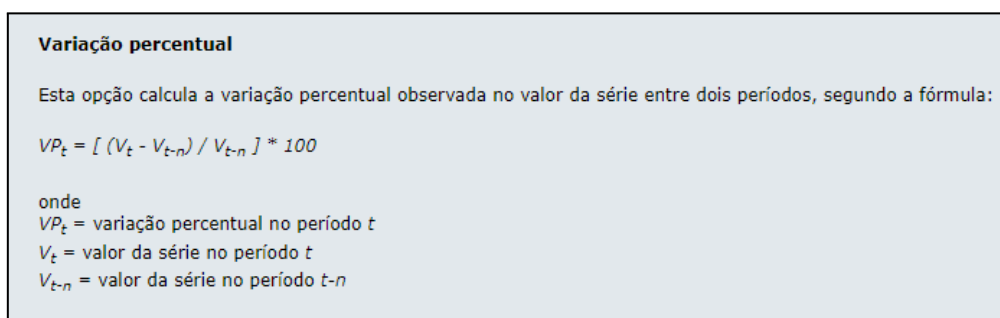 Variação percentual
Esta opção calcula a variação percentual observada no valor da série entre dois períodos, segundo a fórmula:
VPt = [ (Vt - Vt-n) / Vt-n ] * 100
onde
VPt = variação percentual no período t
Vt = valor da série no período t
Vt-n = valor da série no período t-n